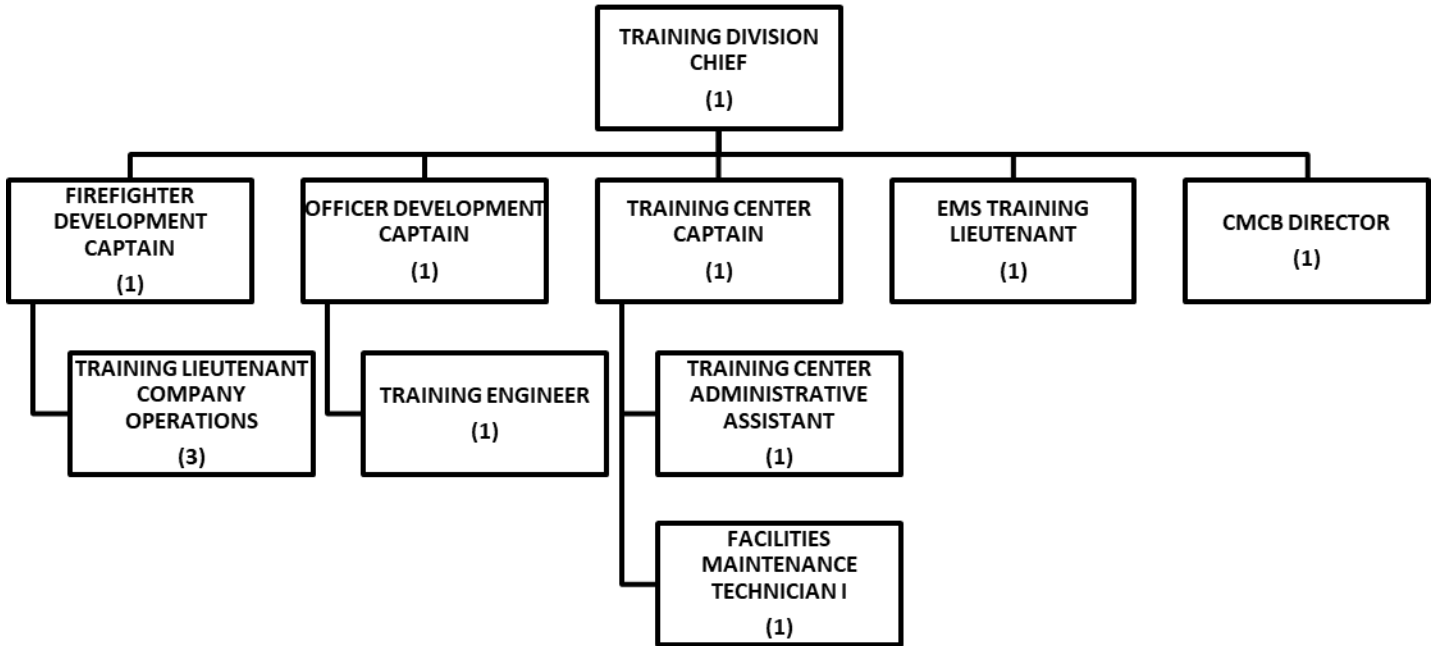 TRAINING DIVISION
CHIEF
(1)
FIREFIGHTER
DEVELOPMENT
CAPTAIN
(1)
OFFICER DEVELOPMENT
CAPTAIN
(1)
TRAINING CENTER
CAPTAIN
(1)
EMS TRAINING
LIEUTENANT
(1)
CMCB DIRECTOR
(1)
TRAINING LIEUTENANT
COMPANY
OPERATIONS
(3)
TRAINING ENGINEER
(1)
TRAINING CENTER
ADMINISTRATIVE
ASSISTANT
(1)
FACILITIES
MAINTENANCE
TECHNICIAN I
(1)